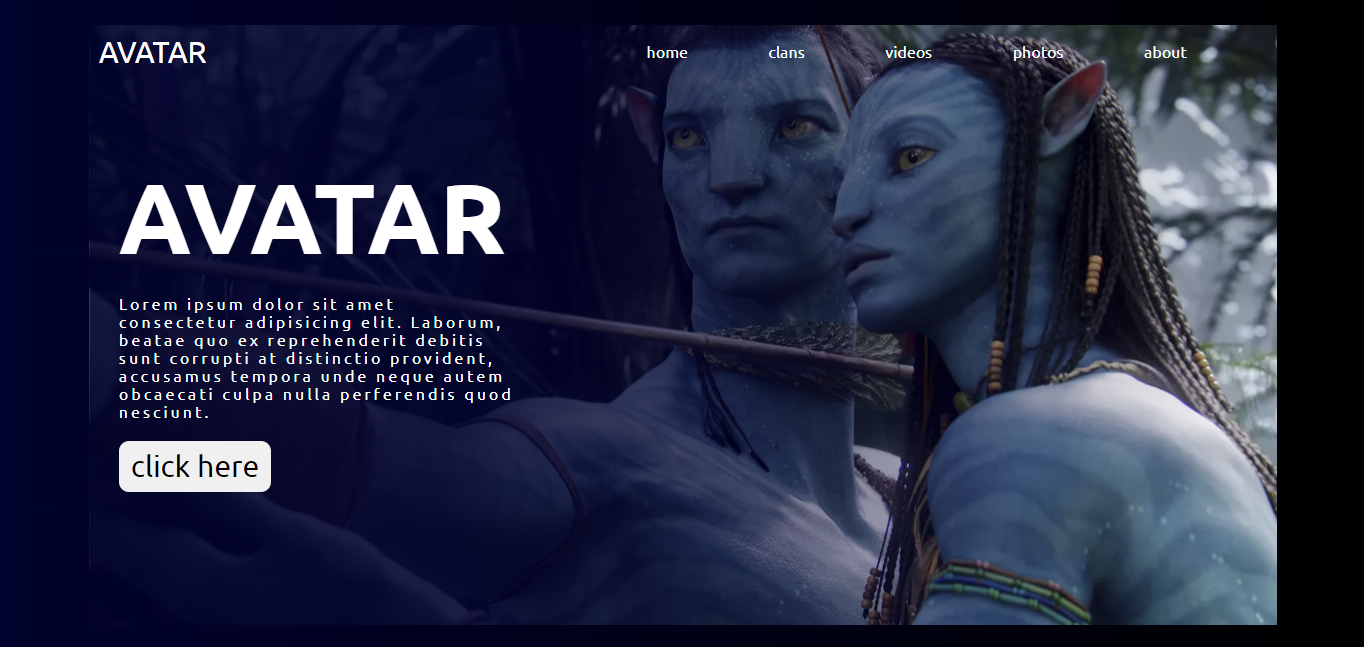 AVATAR
home clans videos photos about
AVATAR
Lorem ipsum dolor sit amet
consectetur adipisicing elit. Laborum,
beatae quo ex reprehenderit debitis
sunt corrupti at distinctio provident,
accusamus tempora unde neque autem
obcaecati culpa nulla perferendis quod
nesciunt.
click here